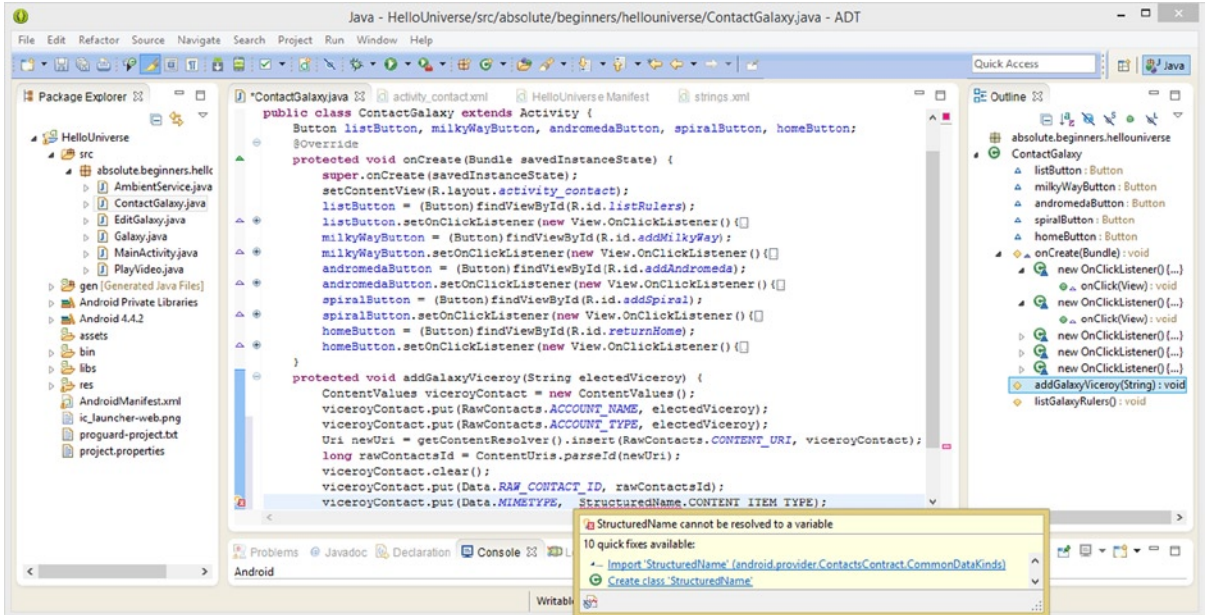 Java - HelloUniverse/src/absolute/beginners/hellouniverse/ContactGalaxy.java - ADT
File Edit Refactor Source Navigate Search Project Run Window Help
Quick Access
Java
Package Explorer
HelloUniverse
src
absolute.beginners.hellc
AmbientService.java
ContactGalaxy.java
EditGalaxy.java
Galaxy.java
MainActivity.java
PlayVideo.java
gen [Generated Java Files]
Android Private Libraries
Android 4.4.2
assets
bin
libs
res
AndroidManifest.xml
ic_launcher-web.png
proguard-project.txt
project.properties
*ContactGalaxy.java activity_contact.xml HelloUniverse Manifest strings.xml
public class ContactGalaxy extends Activity {
Button listButton, milkyWayButton, andromedaButton, spiralButton, homeButton;
@Override
protected void onCreate(Bundle savedInstanceState) {
super.onCreate(savedInstanceState);
setContentView(R.layout.activity_contact);
listButton = (Button)findViewById(R.id.listRulers);
listButton.setOnClickListener(new View.OnClickListener(){
milkyWayButton = (Button)findViewById(R.id.addMilkyWay);
milkyWayButton.setOnClickListener(new View.OnClickListener(){
andromedaButton = (Button)findViewById(R.id.addAndromeda);
andromedaButton.setOnClickListener(new View.OnClickListener(){
spiralButton = (Button)findViewById(R.id.addSpiral);
spiralButton.setOnClickListener(new View.OnClickListener(){
homeButton = (Button)findViewById(R.id.returnHome);
homeButton.setOnClickListener(new View.OnClickListener(){
}
protected void addGalaxyViceroy(String electedViceroy) {
ContentValues viceroyContact = new ContentValues();
viceroyContact.put(RawContacts.ACCOUNT_NAME, electedViceroy);
viceroyContact.put(RawContacts.ACCOUNT_TYPE, electedViceroy);
Uri newUri = getContentResolver().insert(RawContacts.CONTENT_URI, viceroyContact);
long rawContactsId = ContentUris.parseId(newUri);
viceroyContact.clear();
viceroyContact.put(Data.RAW_CONTACT_ID, rawContactsId);
viceroyContact.put(Data.MIMETYPE, StructuredName.CONTENT_ITEM_TYPE);
StructuredName cannot be resolved to a variable
10 quick fixes available:
Import 'StructuredName' (android.provider.ContactsContract.CommonDataKinds)
Create class 'StructuredName'
Outline
absolute.beginners.hellouniverse
ContactGalaxy
listButton : Button
milkyWayButton : Button
andromedaButton : Button
spiralButton : Button
homeButton : Button
onCreate(Bundle) : void
new OnClickListener() {...}
onClick(View) : void
new OnClickListener() {...}
onClick(View) : void
new OnClickListener() {...}
new OnClickListener() {...}
new OnClickListener() {...}
addGalaxyViceroy(String) : void
listGalaxyRulers() : void
Problems @ Javadoc Declaration Console
Android
Writabl